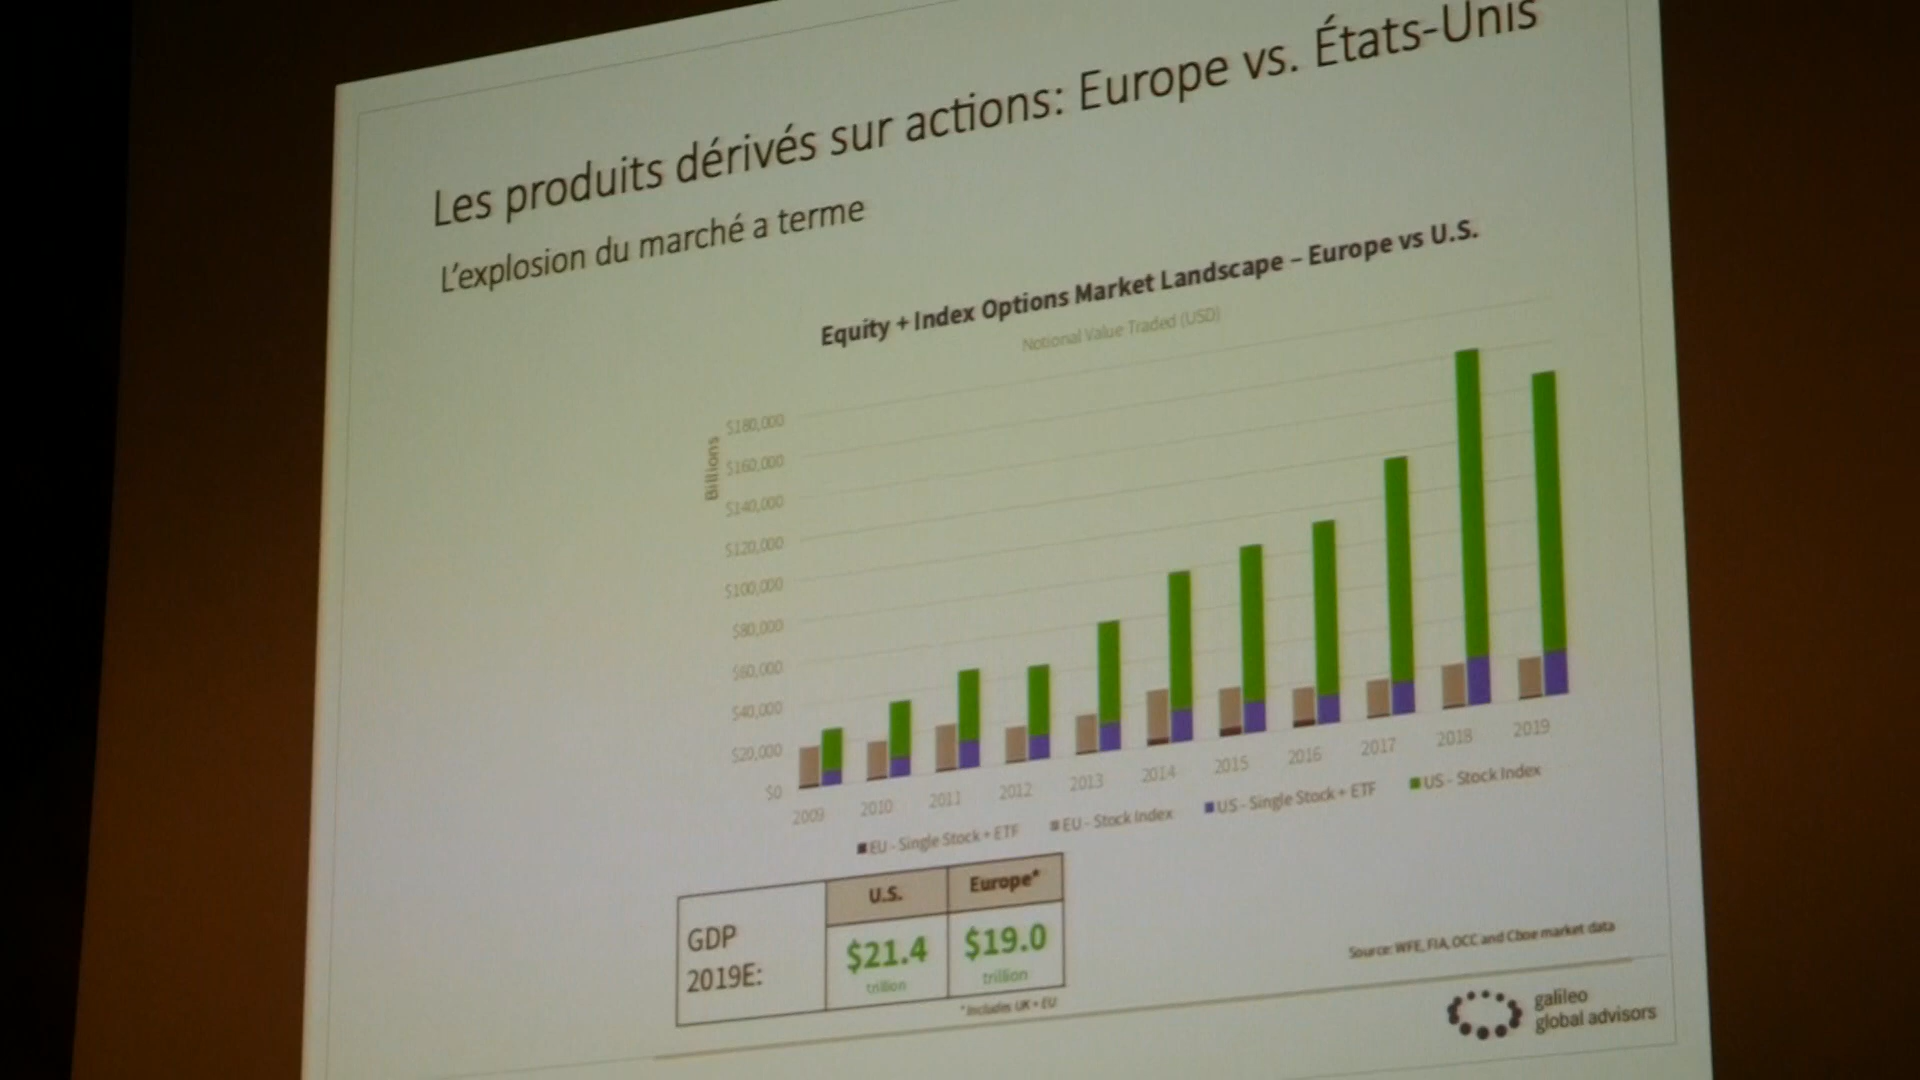 Les produits dérivés sur actions: Europe vs. États-Unis
L'explosion du marché a terme
Equity + Index Options Market Landscape – Europe vs U.S.
Notional Value Traded (USD)
Billions
$180,000
$160,000
$140,000
$120,000
$100,000
$80,000
$60,000
$40,000
$20,000
$0
2009 2010 2011 2012 2013 2014 2015 2016 2017 2018 2019
EU - Single Stock + ETF EU - Stock Index US - Single Stock + ETF US - Stock Index
U.S. Europe*
GDP
2019E:
$21.4 $19.0
trillion trillion
*Includes UK + EU
Source: WFE, FIA, OCC and Cboe market data
galileo
global advisors